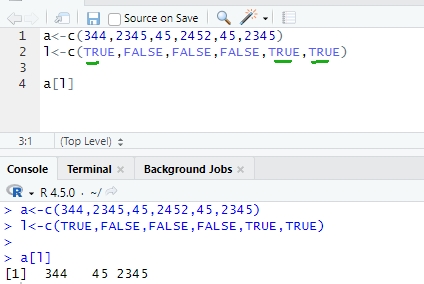 Source on Save
1 a<-c(344,2345,45,2452,45,2345)
2 l<-c(TRUE,FALSE,FALSE,FALSE,TRUE,TRUE)
3
4 a[l]
3:1 (Top Level)
Console Terminal × Background Jobs ×
R 4.5.0 · ~/
> a<-c(344,2345,45,2452,45,2345)
> l<-c(TRUE,FALSE,FALSE,FALSE,TRUE,TRUE)
>
> a[l]
[1]  344   45 2345